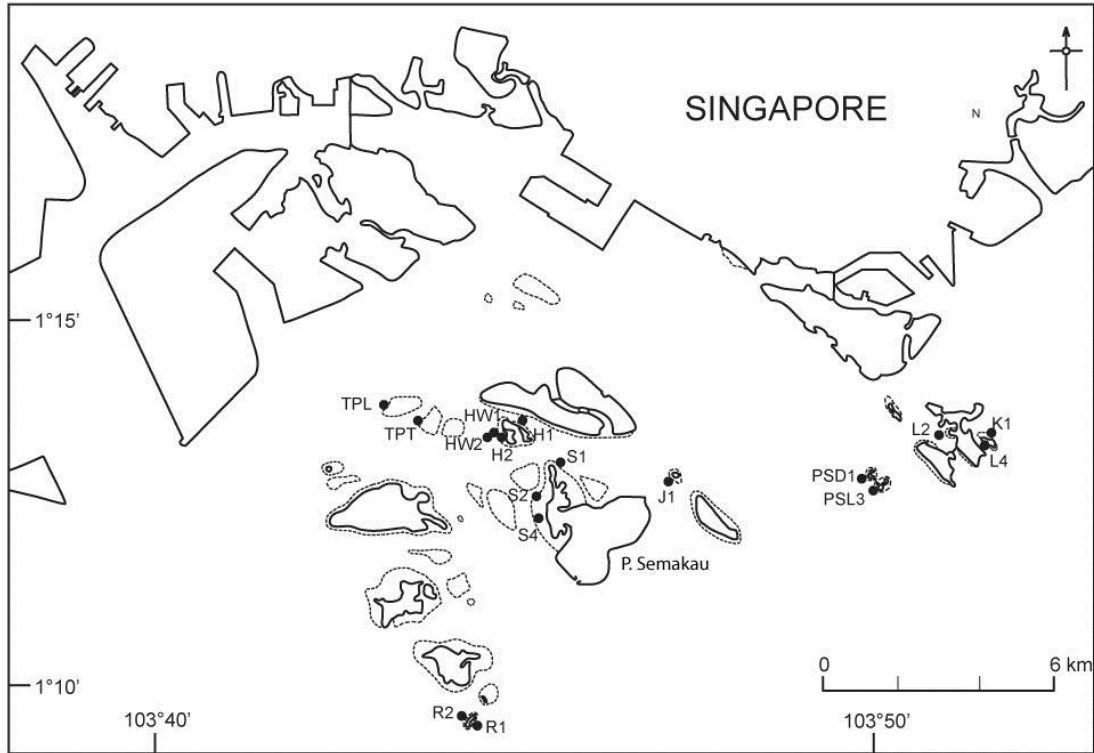 SINGAPORE
N
1°15'
TPL
TPT
HW1
HW2
H1
H2
S1
S2
S4
J1
P. Semakau
L2
K1
L4
PSD1
PSL3
0 6 km
1°10'
R2
R1
103°40'
103°50'